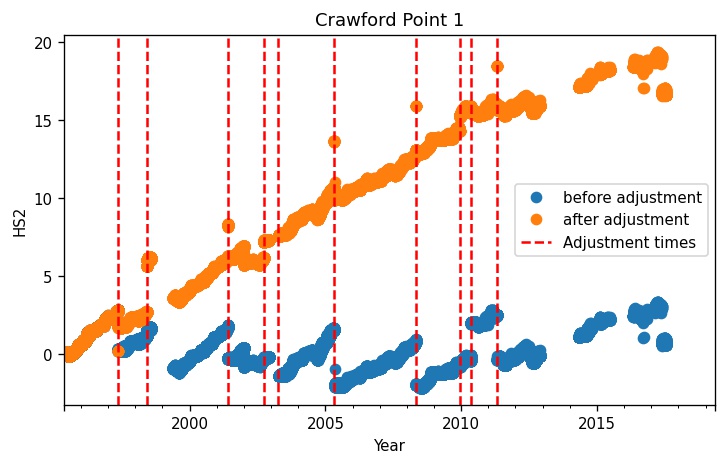 Crawford Point 1
20
15
10
5
0
HS2
before adjustment
after adjustment
Adjustment times
2000
2005
2010
2015
Year